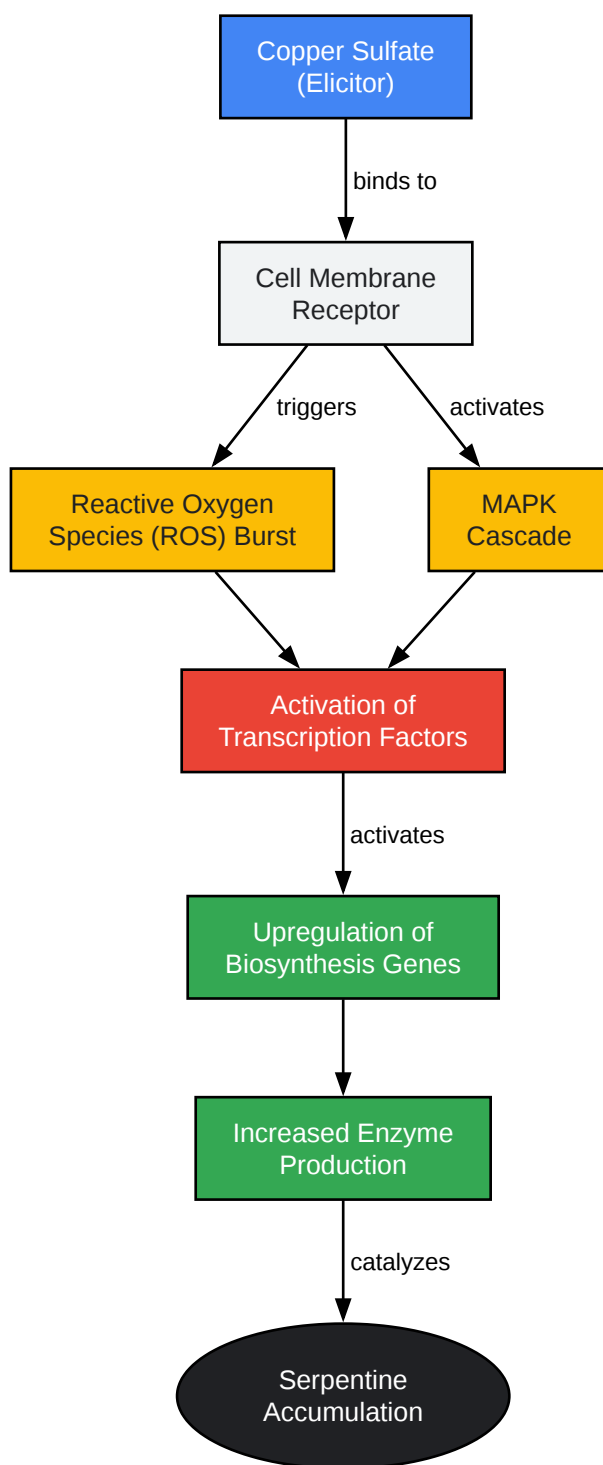 Copper Sulfate
(Elicitor)
binds to
Cell Membrane
Receptor
triggers
activates
Reactive Oxygen
Species (ROS) Burst
MAPK
Cascade
Activation of
Transcription Factors
activates
Upregulation of
Biosynthesis Genes
Increased Enzyme
Production
catalyzes
Serpentine
Accumulation